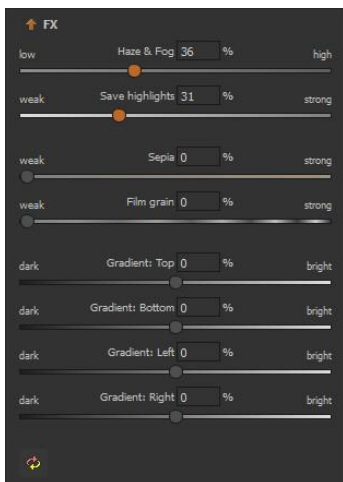 FX
low Haze & Fog 36 % high
weak Save highlights 31 % strong
weak Sepia 0 % strong
weak Film grain 0 % strong
dark Gradient: Top 0 % bright
dark Gradient: Bottom 0 % bright
dark Gradient: Left 0 % bright
dark Gradient: Right 0 % bright